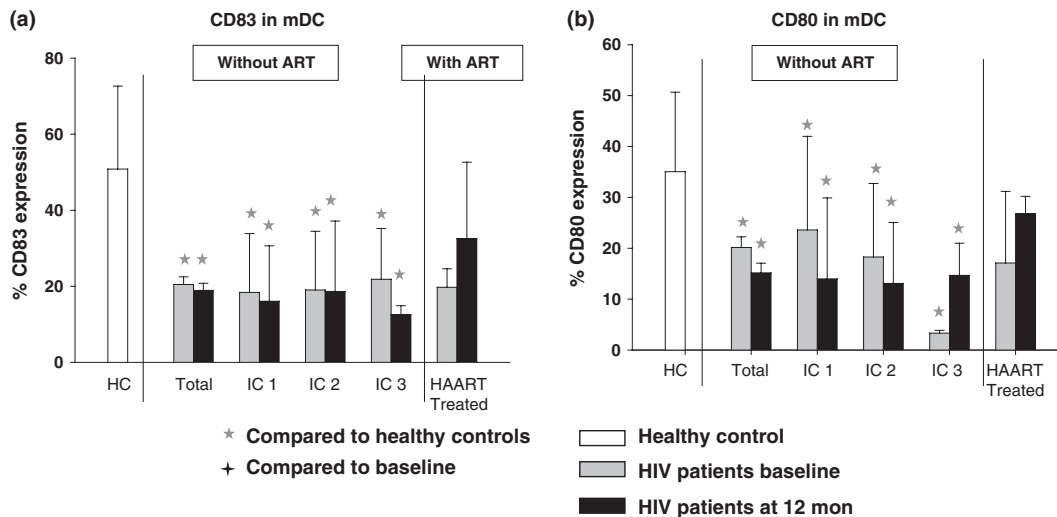 (a)
CD83 in mDC
Without ART
With ART
% CD83 expression
80
60
40
20
0
HC
Total
IC 1
IC 2
IC 3
HAART
Treated
(b)
CD80 in mDC
Without ART
% CD80 expression
60
50
40
30
20
10
0
HC
Total
IC 1
IC 2
IC 3
HAART
Treated
Compared to healthy controls
Compared to baseline
Healthy control
HIV patients baseline
HIV patients at 12 mon